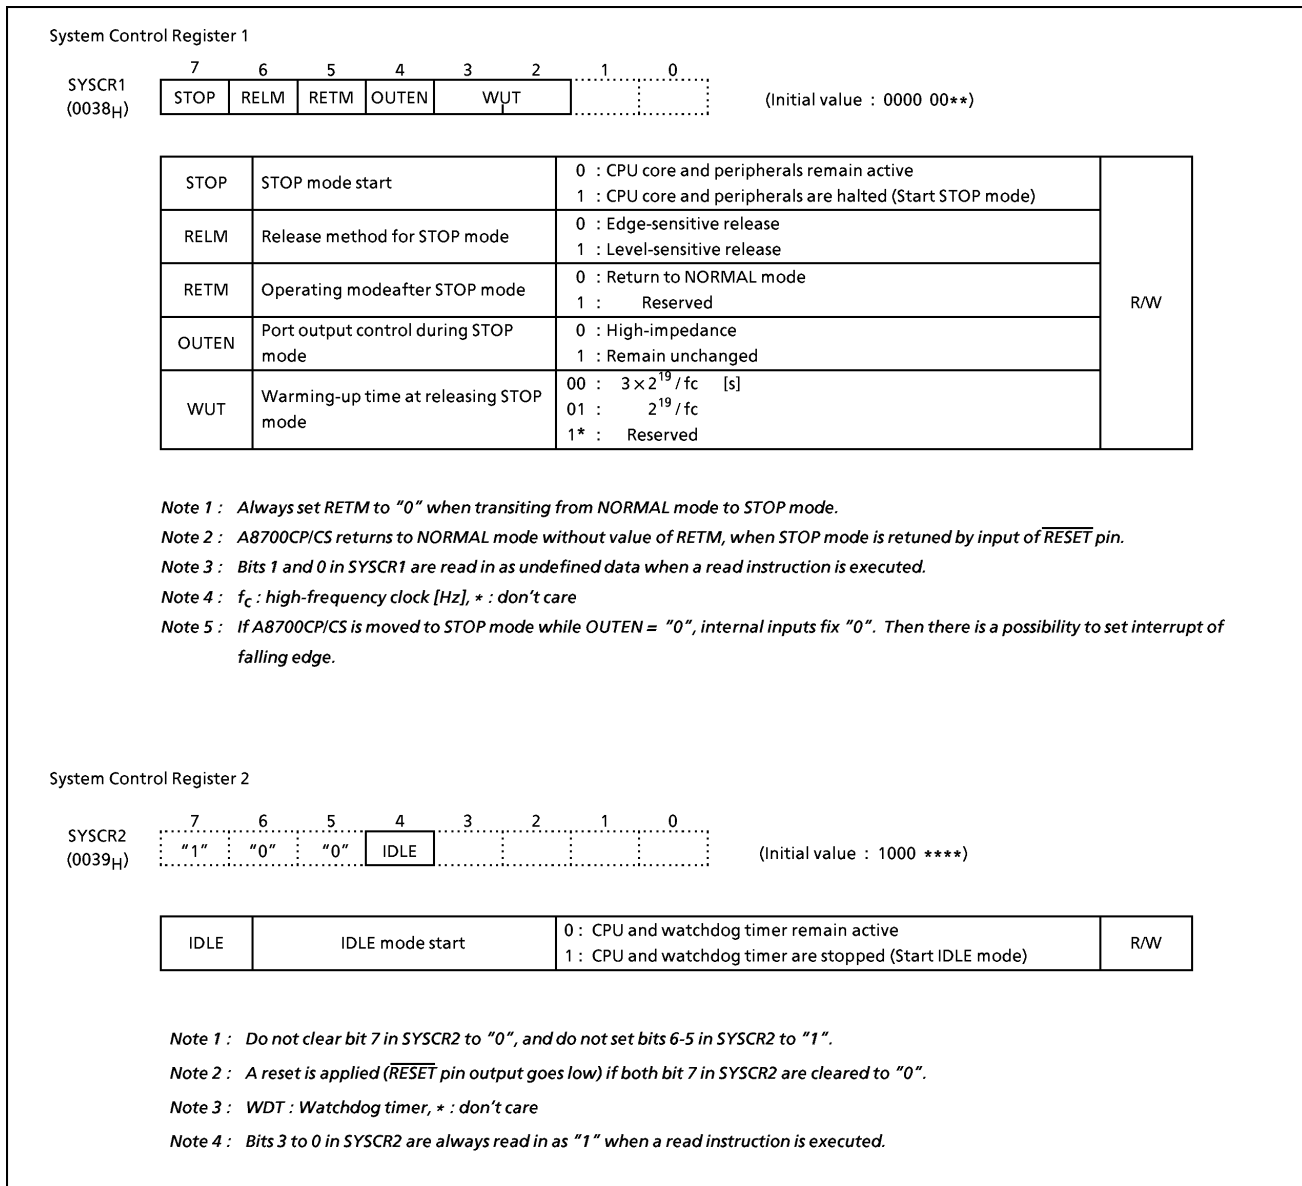 System Control Register 1
7 6 5 4 3 2 1 0
SYSCR1
(0038H)
STOP RELM RETM OUTEN WUT
(Initial value : 0000 00**)
STOP STOP mode start
0 : CPU core and peripherals remain active
1 : CPU core and peripherals are halted (Start STOP mode)
RELM Release method for STOP mode
0 : Edge-sensitive release
1 : Level-sensitive release
RETM Operating modeafter STOP mode
0 : Return to NORMAL mode
1 : Reserved
R/W
OUTEN Port output control during STOP
mode
0 : High-impedance
1 : Remain unchanged
WUT Warming-up time at releasing STOP
mode
00 : 3 × 2¹⁹ / fc [s]
01 : 2¹⁹ / fc
1* : Reserved
Note 1 : Always set RETM to "0" when transiting from NORMAL mode to STOP mode.
Note 2 : A8700CP/CS returns to NORMAL mode without value of RETM, when STOP mode is retuned by input of RESET pin.
Note 3 : Bits 1 and 0 in SYSCR1 are read in as undefined data when a read instruction is executed.
Note 4 : fc : high-frequency clock [Hz], * : don't care
Note 5 : If A8700CP/CS is moved to STOP mode while OUTEN = "0", internal inputs fix "0". Then there is a possibility to set interrupt of
falling edge.
System Control Register 2
7 6 5 4 3 2 1 0
SYSCR2
(0039H)
"1" "0" "0" IDLE
(Initial value : 1000 ****)
IDLE IDLE mode start
0 : CPU and watchdog timer remain active
1 : CPU and watchdog timer are stopped (Start IDLE mode)
R/W
Note 1 : Do not clear bit 7 in SYSCR2 to "0", and do not set bits 6-5 in SYSCR2 to "1".
Note 2 : A reset is applied (RESET pin output goes low) if both bit 7 in SYSCR2 are cleared to "0".
Note 3 : WDT : Watchdog timer, * : don't care
Note 4 : Bits 3 to 0 in SYSCR2 are always read in as "1" when a read instruction is executed.